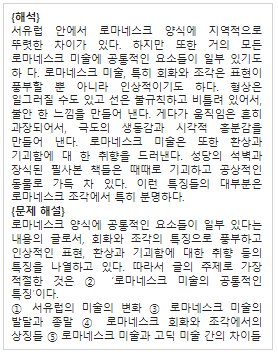 {해석}
서유럽 안에서 로마네스크 양식에 지역적으로
뚜렷한 차이가 있다. 하지만 또한 거의 모든
로마네스크 미술에 공통적인 요소들이 일부 있기도
하 다. 로마네스크 미술, 특히 회화와 조각은 표현이
풍부할 뿐 아니라 인상적이기도 하다. 형상은
일그러질 수도 있고 선은 불규칙하고 비틀려 있어서,
불안 한 느낌을 만들어 낸다. 게다가 움직임은 흔히
과장되어서, 극도의 생동감과 시각적 흥분감을
만들어 낸다. 로마네스크 미술은 또한 환상과
기괴함에 대 한 취향을 드러낸다. 성당의 석벽과
장식된 필사본 책들은 때때로 기괴하고 공상적인
동물로 가득 차 있다. 이런 특징들의 대부분은
로마네스크 조각에서 특히 분명하다.
{문제 해설}
로마네스크 양식에 공통적인 요소들이 일부 있다는
내용의 글로서, 회화와 조각의 특징으로 풍부하고
인상적인 표현, 환상과 기괴함에 대한 취향 등의
특징을 나열하고 있다. 따라서 글의 주제로 가장
적절한 것은 ② ‘로마네스크 미술의 공통적인
특징’이다.
① 서유럽의 미술의 변화 ③ 로마네스크 미술의
발달과 종말 ④ 로마네스크 회화와 조각에서의
상징들 ⑤ 로마네스크 미술과 고딕 미술 간의 차이들